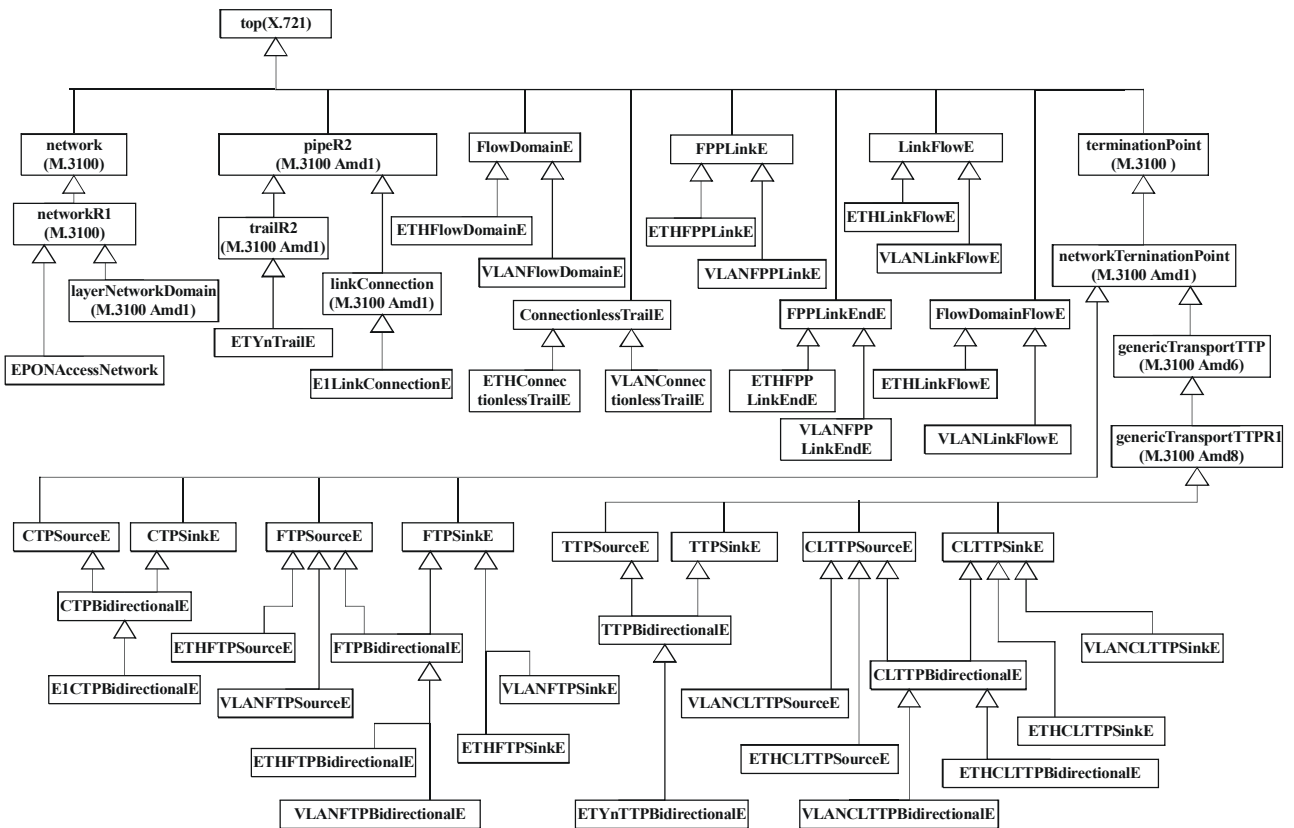 top(X.721)
network
(M.3100)
pipeR2
(M.3100 Amd1)
FlowDomainE
FPPLinkE
LinkFlowE
terminationPoint
(M.3100 )
networkR1
(M.3100)
trailR2
(M.3100 Amd1)
ETHFlowDomainE
ETHFPPLinkE
ETHLinkFlowE
VLANFlowDomainE
VLANFPPLinkE
VLANLinkFlowE
networkTerninationPoint
(M.3100 Amd1)
layerNetworkDomain
(M.3100 Amd1)
linkConnection
(M.3100 Amd1)
ConnectionlessTrailE
FPPLinkEndE
FlowDomainFlowE
ETYnTrailE
genericTransportTTP
(M.3100 Amd6)
EPONAccessNetwork
E1LinkConnectionE
ETHConnec
tionlessTrailE
VLANConne
ctionlessTrailE
ETHFPP
LinkEndE
ETHLinkFlowE
VLANFPP
LinkEndE
VLANLinkFlowE
genericTransportTTPR1
(M.3100 Amd8)
CTPSourceE
CTPSinkE
FTPSourceE
FTPSinkE
TTPSourceE
TTPSinkE
CLTTPSourceE
CLTTPSinkE
CTPBidirectionalE
ETHFTPSourceE
FTPBidirectionalE
TTPBidirectionalE
VLANCLTTPSinkE
E1CTPBidirectionalE
VLANFTPSourceE
VLANFTPSinkE
VLANCLTTPSourceE
CLTTPBidirectionalE
ETHCLTTPSinkE
ETHFTPBidirectionalE
ETHFTPSinkE
ETHCLTTPSourceE
ETHCLTTPBidirectionalE
VLANFTPBidirectionalE
ETYnTTPBidirectionalE
VLANCLTTPBidirectionalE